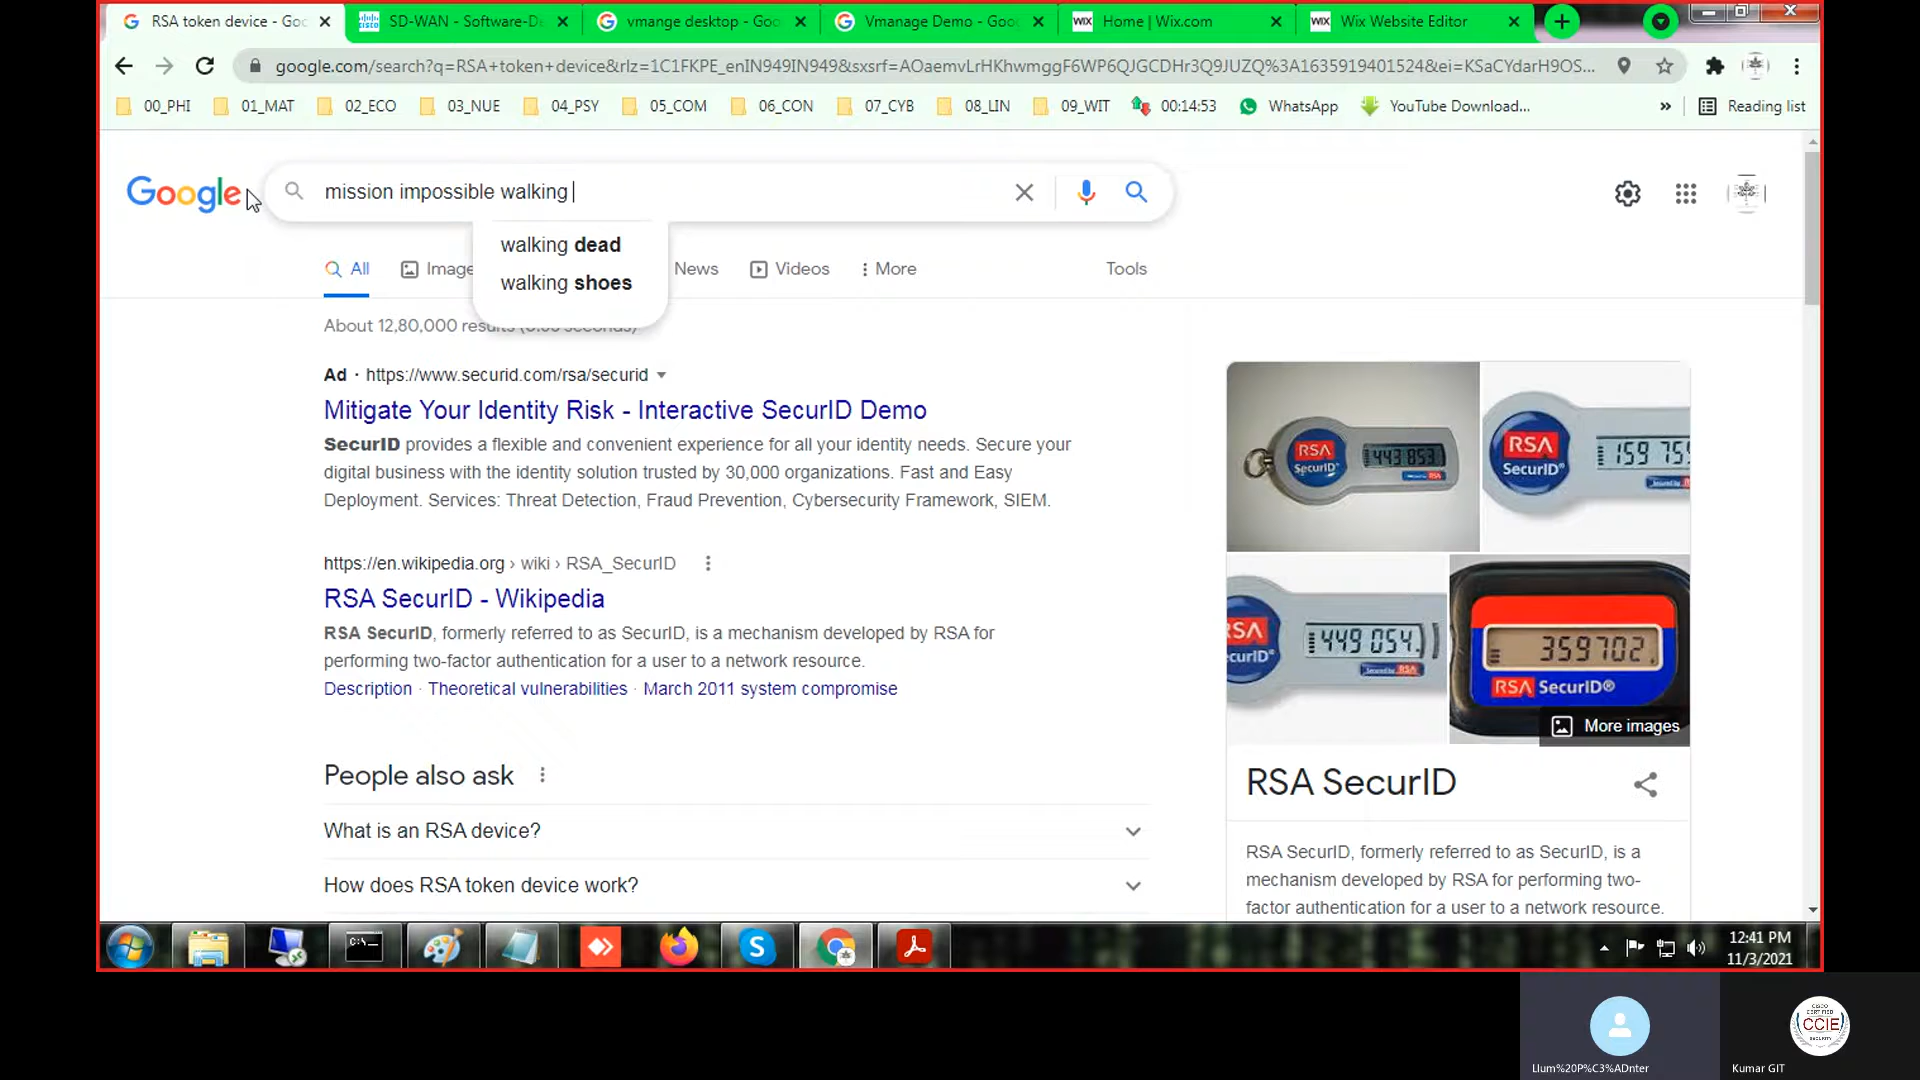 RSA token device - Goo
SD-WAN - Software-De
vmange desktop - Goo
Vmanage Demo - Goog
WIX Home | Wix.com
WIX Wix Website Editor
google.com/search?q=RSA+token+device&rlz=1C1FKPE_enIN949IN949&sxsrf=AOaemvLrHKhwmggF6WP6QJGCDHr3Q9JUZQ%3A1635919401524&ei=KSaCYdarH9OS...
00_PHI 01_MAT 02_ECO 03_NUE 04_PSY 05_COM 06_CON 07_CYB 08_LIN 09_WIT 00:14:53 WhatsApp YouTube Download... » Reading list
Google
mission impossible walking
walking dead
walking shoes
All Image News Videos More Tools
About 12,80,000 results
Ad · https://www.securid.com/rsa/securid
Mitigate Your Identity Risk - Interactive SecurID Demo
SecurID provides a flexible and convenient experience for all your identity needs. Secure your
digital business with the identity solution trusted by 30,000 organizations. Fast and Easy
Deployment. Services: Threat Detection, Fraud Prevention, Cybersecurity Framework, SIEM.
https://en.wikipedia.org › wiki › RSA_SecurID
RSA SecurID - Wikipedia
RSA SecurID, formerly referred to as SecurID, is a mechanism developed by RSA for
performing two-factor authentication for a user to a network resource.
Description · Theoretical vulnerabilities · March 2011 system compromise
People also ask
What is an RSA device?
How does RSA token device work?
RSA
SecurID
443 853
RSA
SecurID
159 759
RSA
SecurID
449 054
359702
RSA SecurID®
More images
RSA SecurID
RSA SecurID, formerly referred to as SecurID, is a
mechanism developed by RSA for performing two-
factor authentication for a user to a network resource.
12:41 PM
11/3/2021
CISCO
CERTIFIED
CCIE
SECURITY
Llum%20P%C3%ADnter
Kumar GIT